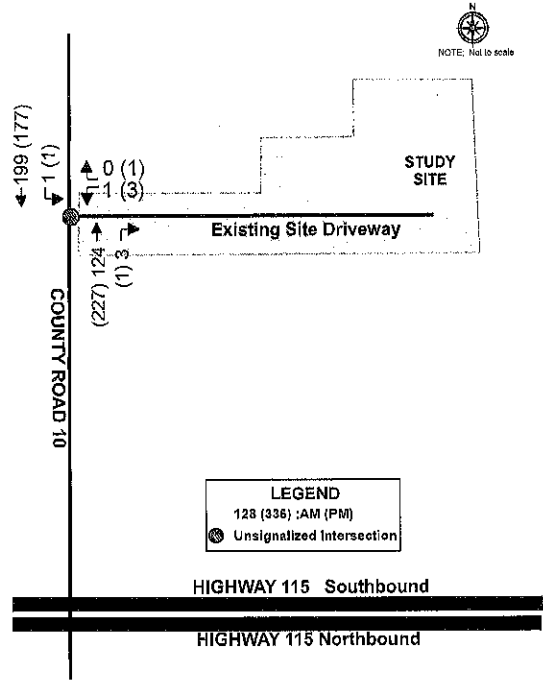 N
NOTE: Not to scale
199 (177)
1 (1)
0 (1)
1 (3)
STUDY
SITE
Existing Site Driveway
(227) 124
(1) 3
COUNTY ROAD 10
LEGEND
128 (336) :AM (PM)
Unsignalized Intersection
HIGHWAY 115 Southbound
HIGHWAY 115 Northbound